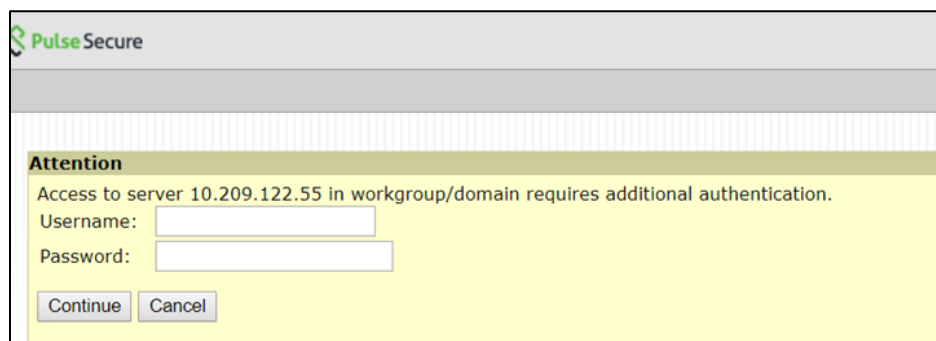 Pulse Secure
Attention
Access to server 10.209.122.55 in workgroup/domain requires additional authentication.
Username:
Password:
Continue Cancel